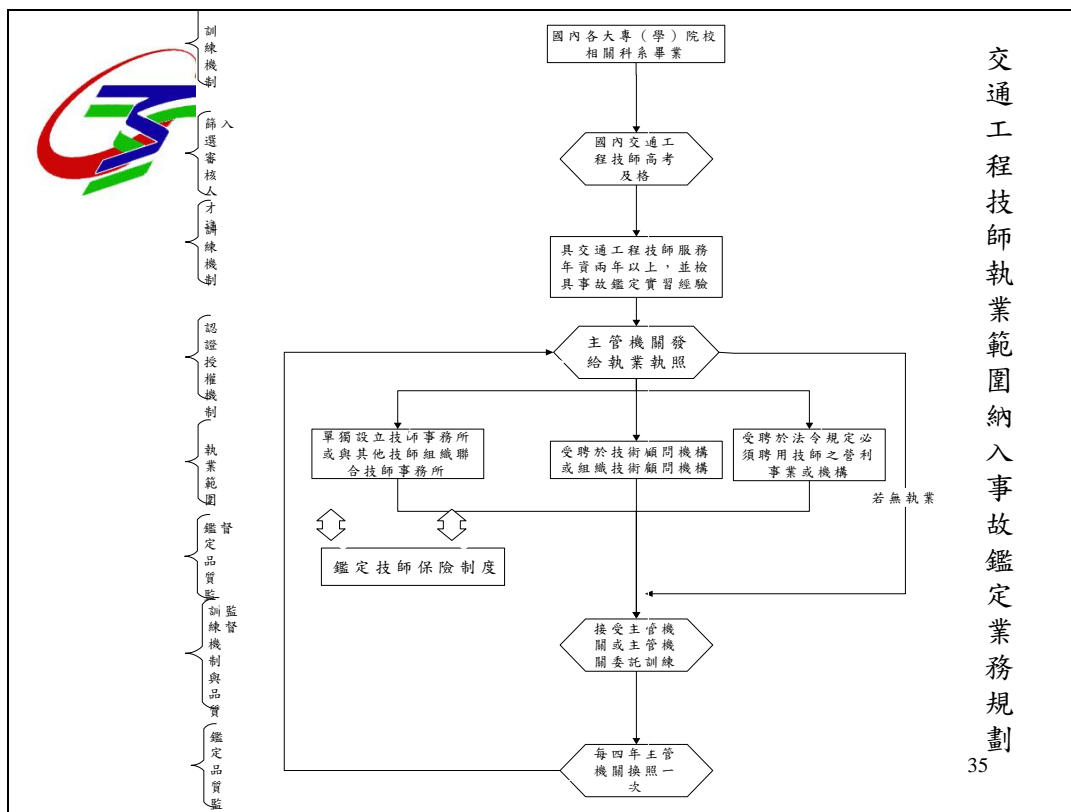 交通工程技師執業範圍納入事故鑑定業務規劃
訓練機制
篩選審核人才
入
訓練機制
認證授權機制
執業範圍
鑑定品質監
督
訓練機制與品質
監督
鑑定品質監
國內各大專（學）院校
相關科系畢業
國內交通工
程技師高考
及格
具交通工程技師服務
年資兩年以上，並檢
具事故鑑定實習經驗
主管機關發
給執業執照
單獨設立技師事務所
或與其他技師組織聯
合技師事務所
受聘於技術顧問機構
或組織技術顧問機構
受聘於法令規定必
須聘用技師之營利
事業或機構
若無執業
鑑定技師保險制度
接受主管機
關或主管機
關委託訓練
每四年主管
機關換照一
次
35